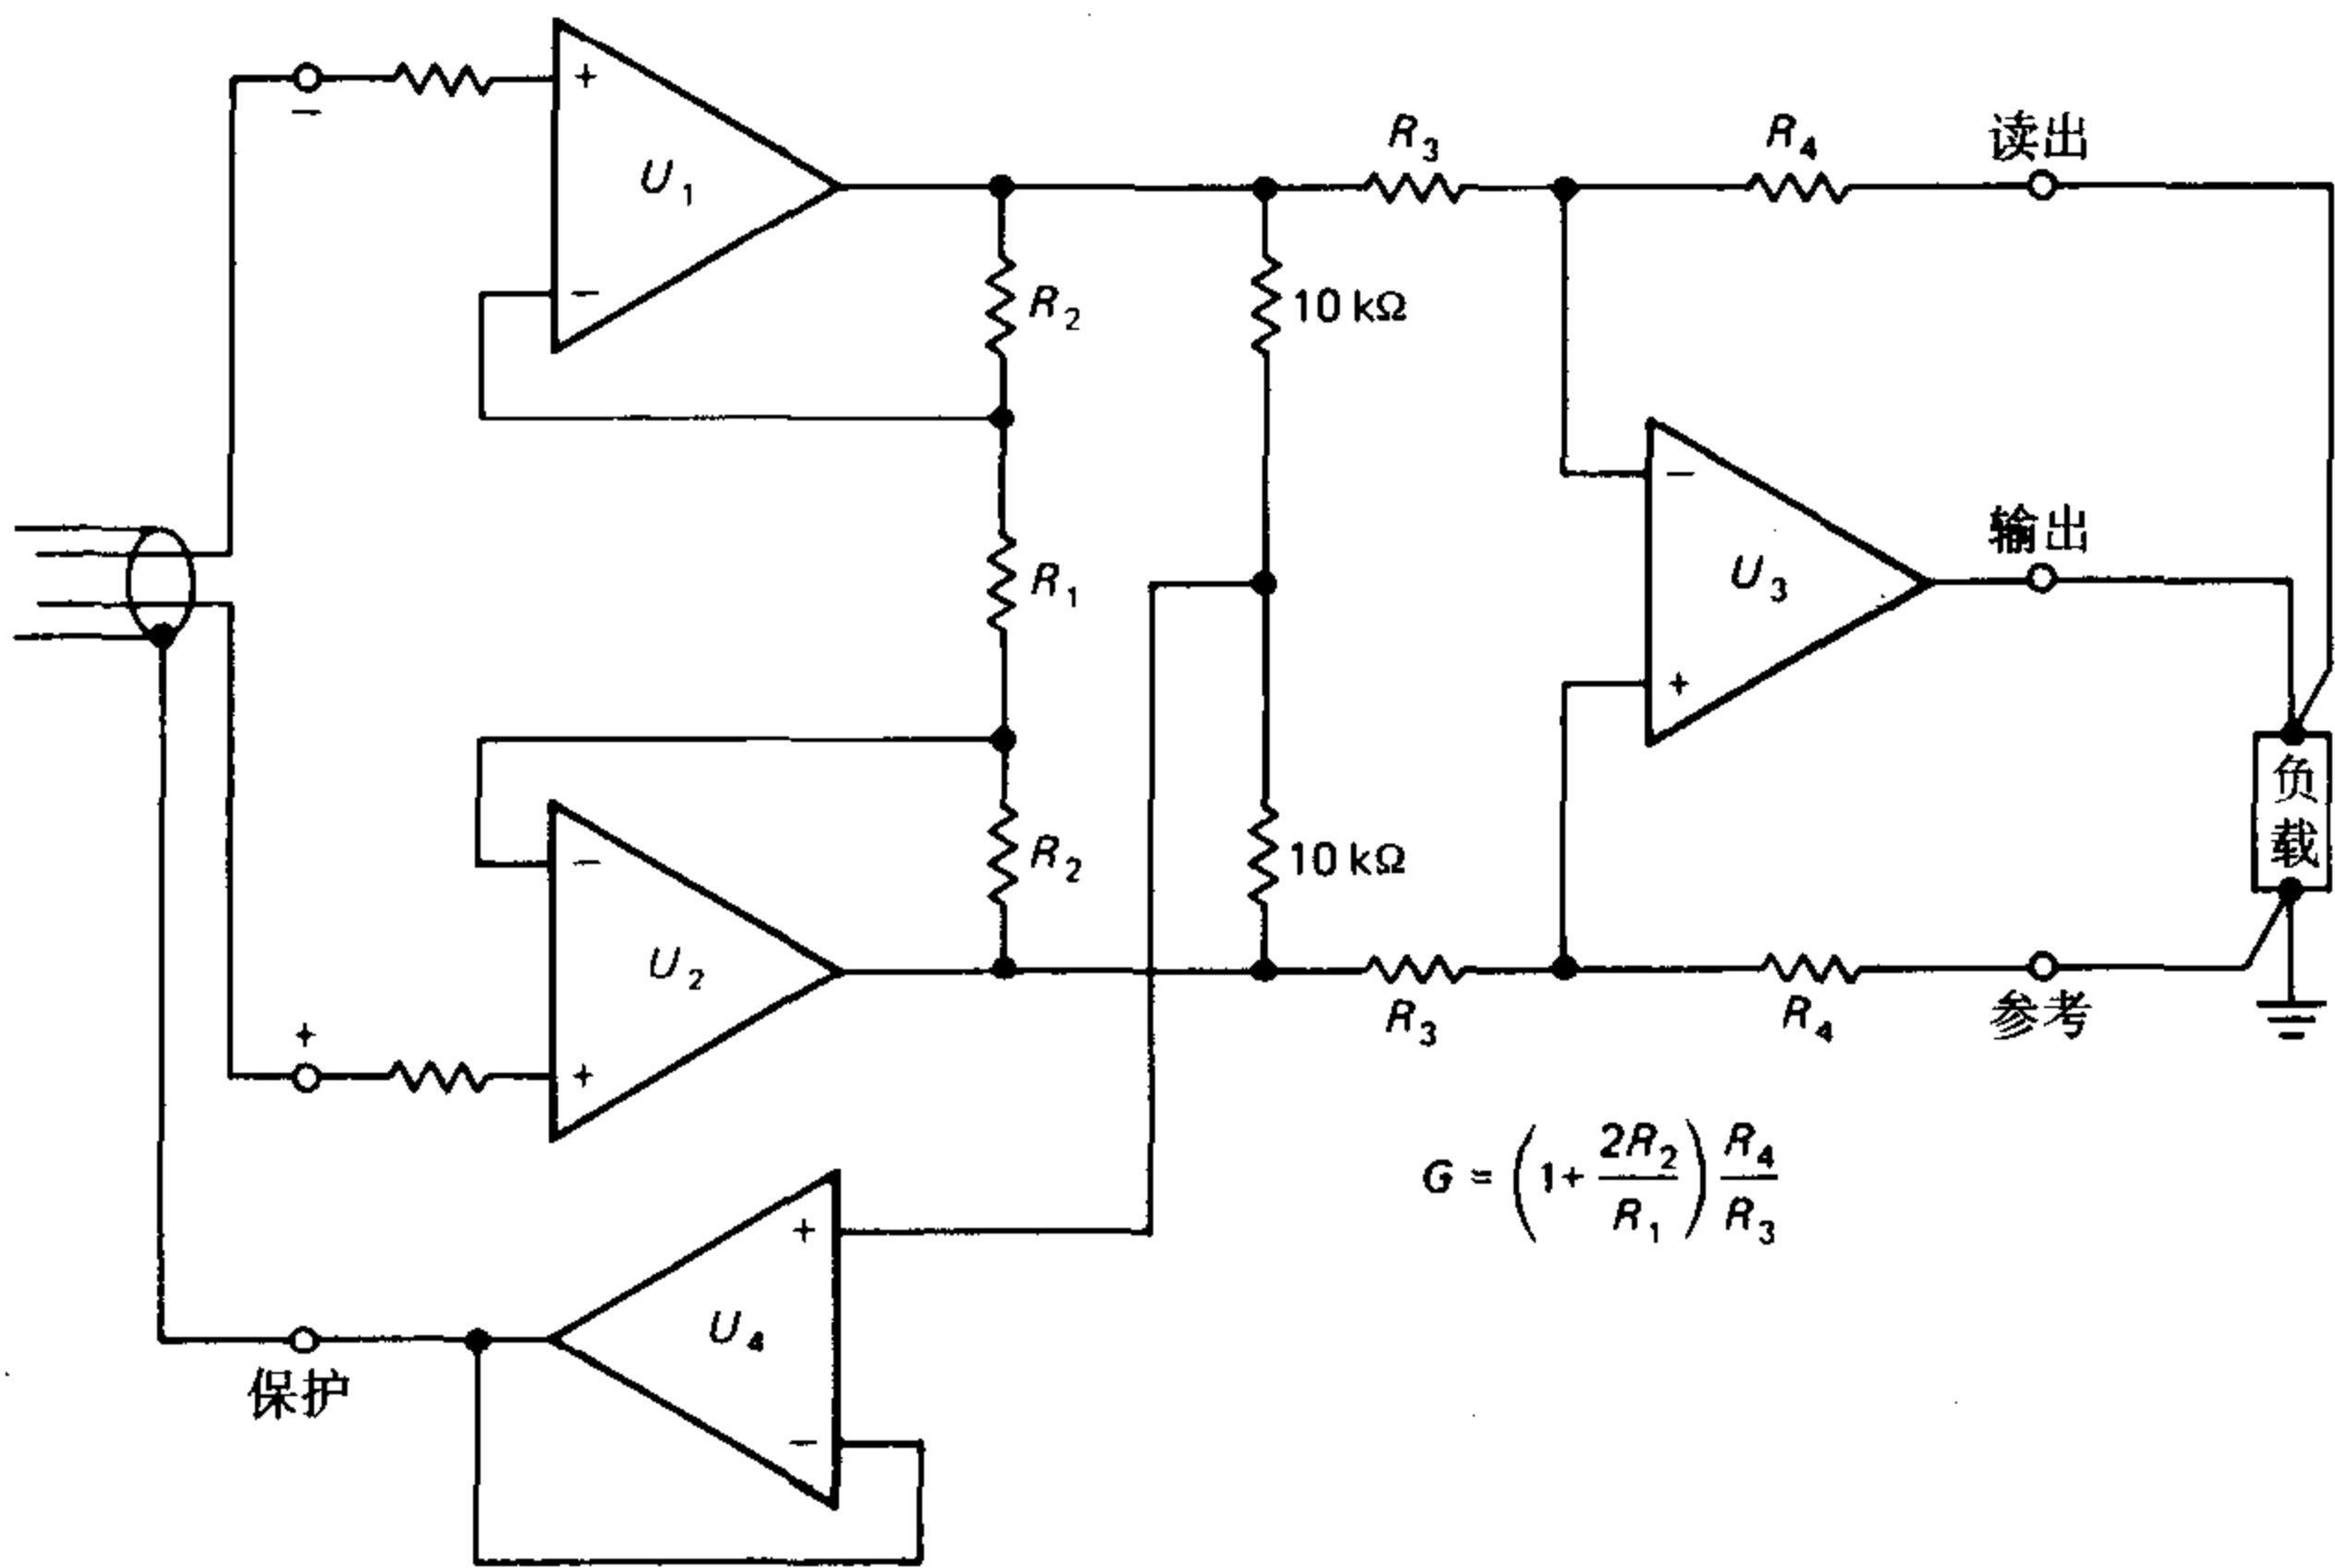 +
−
U₁
R₃
R₄
读出
−
R₂
10 kΩ
R₁
−
U₃
输出
+
负载
−
R₂
10 kΩ
U₂
+
+
R₃
R₄
参考
G = (1 + 2R₂/R₁) R₄/R₃
+
U₄
保护
−